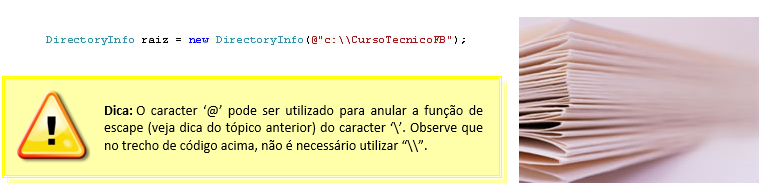 DirectoryInfo raiz = new DirectoryInfo(@"c:\\CursoTecnicoFB");
Dica: O caracter ‘@’ pode ser utilizado para anular a função de
escape (veja dica do tópico anterior) do caracter ‘\’. Observe que
no trecho de código acima, não é necessário utilizar “\\”.